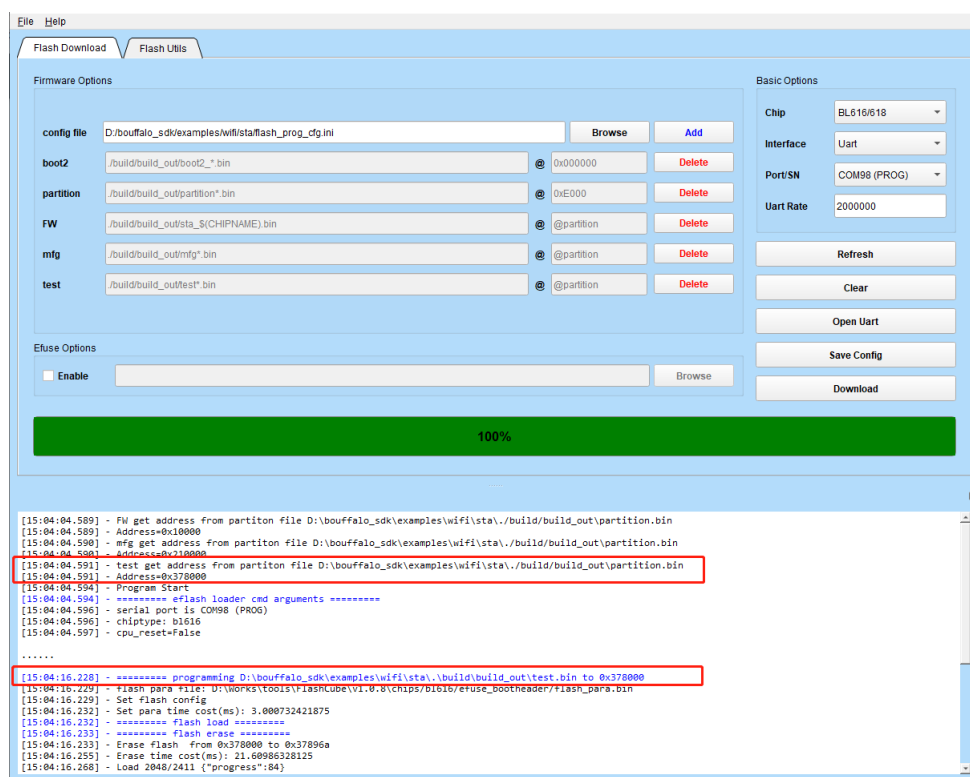 File Help
Flash Download Flash Utils
Firmware Options
Basic Options
Chip BL616/618
config file D:/bouffalo_sdk/examples/wifi/sta/flash_prog_cfg.ini Browse Add
Interface Uart
boot2 ./build/build_out/boot2_*.bin @ 0x000000 Delete
Port/SN COM98 (PROG)
partition ./build/build_out/partition*.bin @ 0xE000 Delete
Uart Rate 2000000
FW ./build/build_out/sta_$(CHIPNAME).bin @ @partition Delete
mfg ./build/build_out/mfg*.bin @ @partition Delete
Refresh
test ./build/build_out/test*.bin @ @partition Delete
Clear
Open Uart
Efuse Options
Save Config
Enable Browse
Download
100%
[15:04:04.589] - FW get address from partiton file D:\bouffalo_sdk\examples\wifi\sta\./build/build_out\partition.bin
[15:04:04.589] - Address=0x10000
[15:04:04.590] - mfg get address from partiton file D:\bouffalo_sdk\examples\wifi\sta\./build/build_out\partition.bin
[15:04:04.590] - Address=0x210000
[15:04:04.591] - test get address from partiton file D:\bouffalo_sdk\examples\wifi\sta\./build/build_out\partition.bin
[15:04:04.591] - Address=0x378000
[15:04:04.594] - Program Start
[15:04:04.594] - ========= eflash loader cmd arguments =========
[15:04:04.596] - serial port is COM98 (PROG)
[15:04:04.596] - chiptype: bl616
[15:04:04.597] - cpu_reset=False
......
[15:04:16.228] - ========= programming D:\bouffalo_sdk\examples\wifi\sta\.\build\build_out\test.bin to 0x378000
[15:04:16.229] - flash para file: D:\Works\tools\FlashCube\v1.0.8\chips/bl616/efuse_bootheader/flash_para.bin
[15:04:16.229] - Set flash config
[15:04:16.232] - Set para time cost(ms): 3.000732421875
[15:04:16.232] - ========= flash load =========
[15:04:16.233] - ========= flash erase =========
[15:04:16.233] - Erase flash  from 0x378000 to 0x37896a
[15:04:16.255] - Erase time cost(ms): 21.60986328125
[15:04:16.268] - Load 2048/2411 {"progress":84}